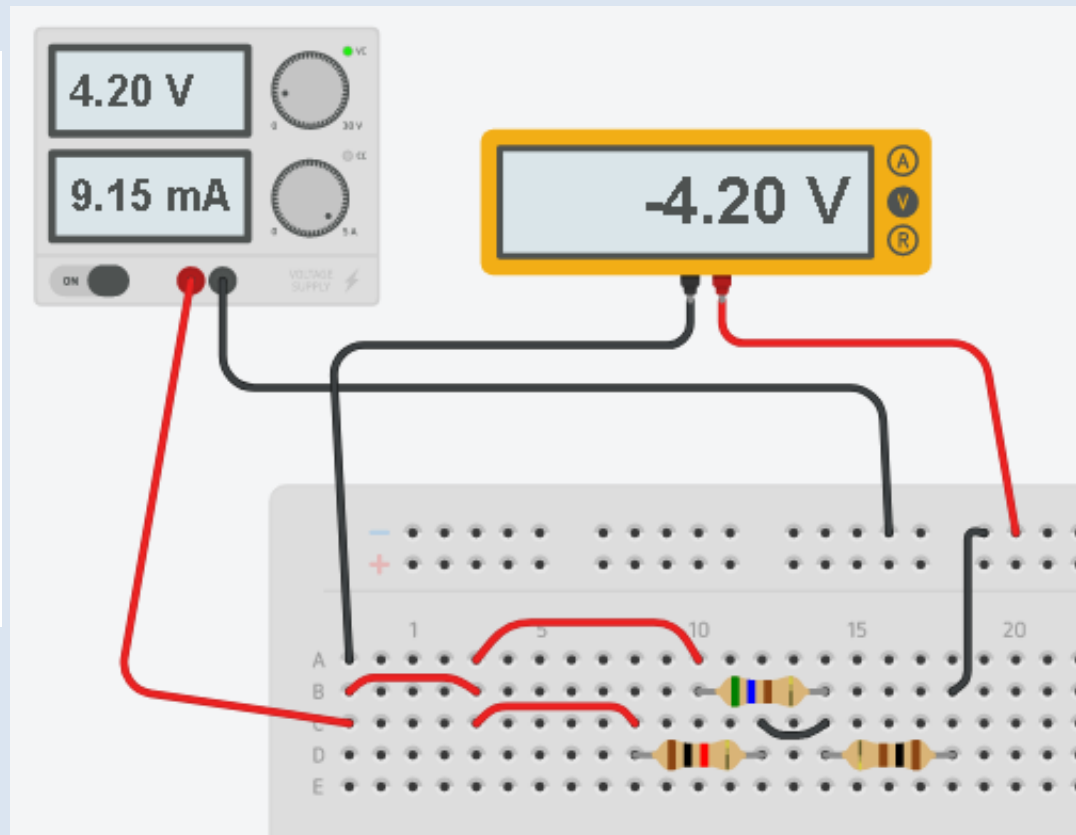 4.20 V
VC
0 30 V
9.15 mA
CC
0 5 A
ON
VOLTAGE
SUPPLY
-4.20 V
A
V
R
−
+
1 5 10 15 20
A
B
C
D
E